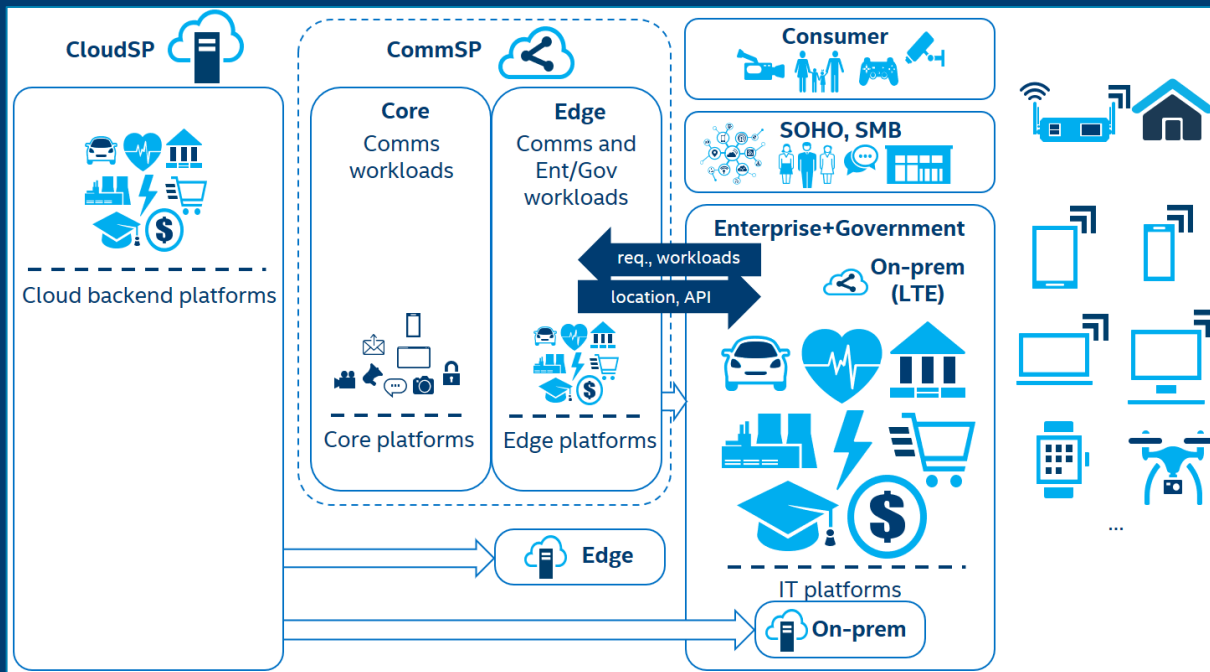 CloudSP
Cloud backend platforms
CommSP
Core
Comms
workloads
Core platforms
Edge
Comms and
Ent/Gov
workloads
Edge platforms
req., workloads
location, API
Edge
Consumer
SOHO, SMB
Enterprise+Government
On-prem
(LTE)
$
IT platforms
On-prem
...